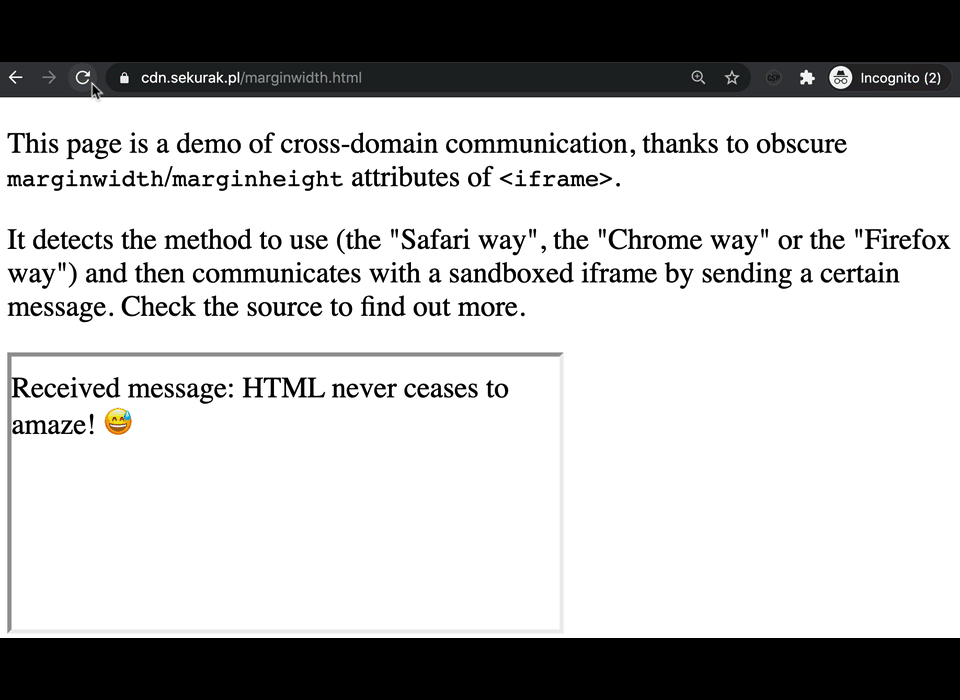 cdn.sekurak.pl/marginwidth.html
Incognito (2)
This page is a demo of cross-domain communication, thanks to obscure
marginwidth/marginheight attributes of <iframe>.
It detects the method to use (the "Safari way", the "Chrome way" or the "Firefox
way") and then communicates with a sandboxed iframe by sending a certain
message. Check the source to find out more.
Received message: HTML never ceases to
amaze! 😅